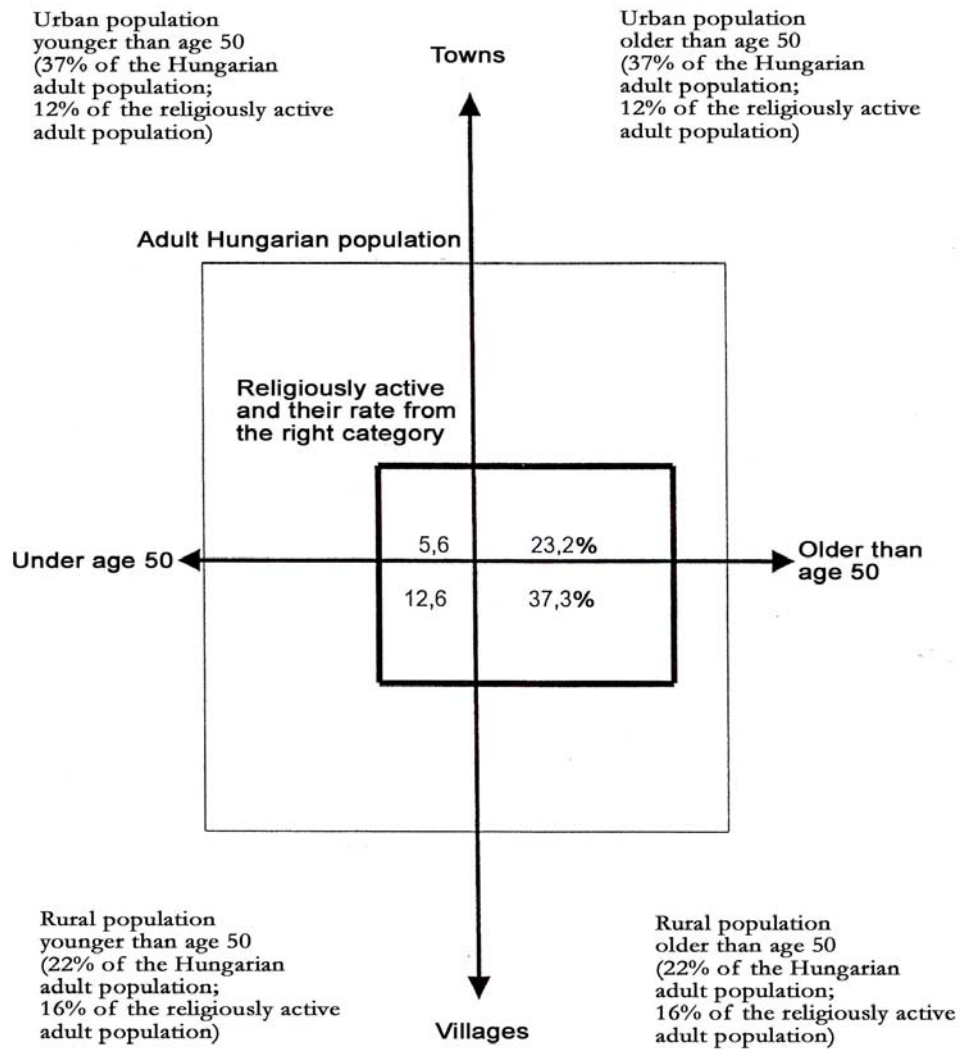 Urban population
younger than age 50
(37% of the Hungarian
adult population;
12% of the religiously active
adult population)
Towns
Urban population
older than age 50
(37% of the Hungarian
adult population;
12% of the religiously active
adult population)
Adult Hungarian population
Religiously active
and their rate from
the right category
5,6
23,2%
Under age 50
Older than
age 50
12,6
37,3%
Rural population
younger than age 50
(22% of the Hungarian
adult population;
16% of the religiously active
adult population)
Villages
Rural population
older than age 50
(22% of the Hungarian
adult population;
16% of the religiously active
adult population)